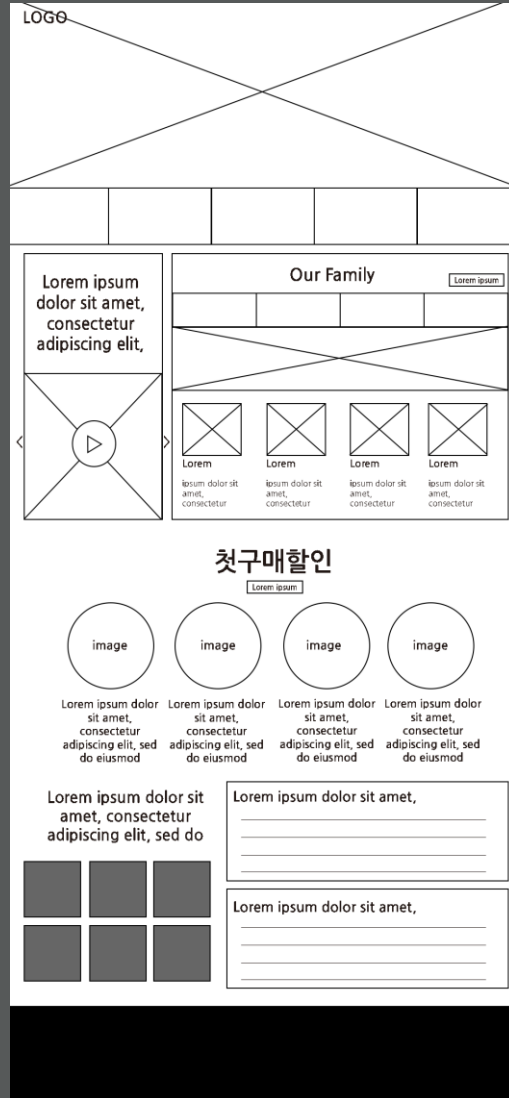 LOGO
Lorem ipsum
dolor sit amet,
consectetur
adipiscing elit,
Our Family
Lorem ipsum
Lorem
ipsum dolor sit
amet,
consectetur
Lorem
ipsum dolor sit
amet,
consectetur
Lorem
ipsum dolor sit
amet,
consectetur
Lorem
ipsum dolor sit
amet,
consectetur
첫구매할인
Lorem ipsum
image
image
image
image
Lorem ipsum dolor
sit amet,
consectetur
adipiscing elit, sed
do eiusmod
Lorem ipsum dolor
sit amet,
consectetur
adipiscing elit, sed
do eiusmod
Lorem ipsum dolor
sit amet,
consectetur
adipiscing elit, sed
do eiusmod
Lorem ipsum dolor
sit amet,
consectetur
adipiscing elit, sed
do eiusmod
Lorem ipsum dolor sit
amet, consectetur
adipiscing elit, sed do
Lorem ipsum dolor sit amet,
Lorem ipsum dolor sit amet,